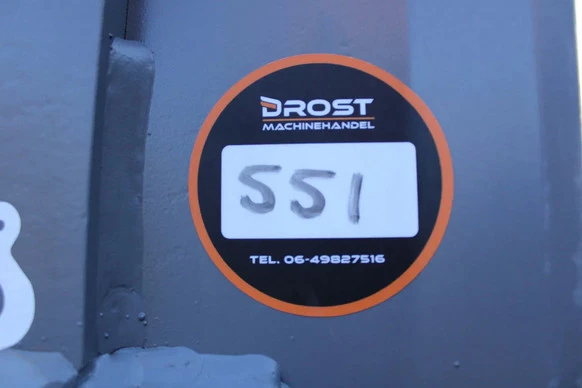 DROST
MACHINEHANDEL
551
TEL. 06-49827516